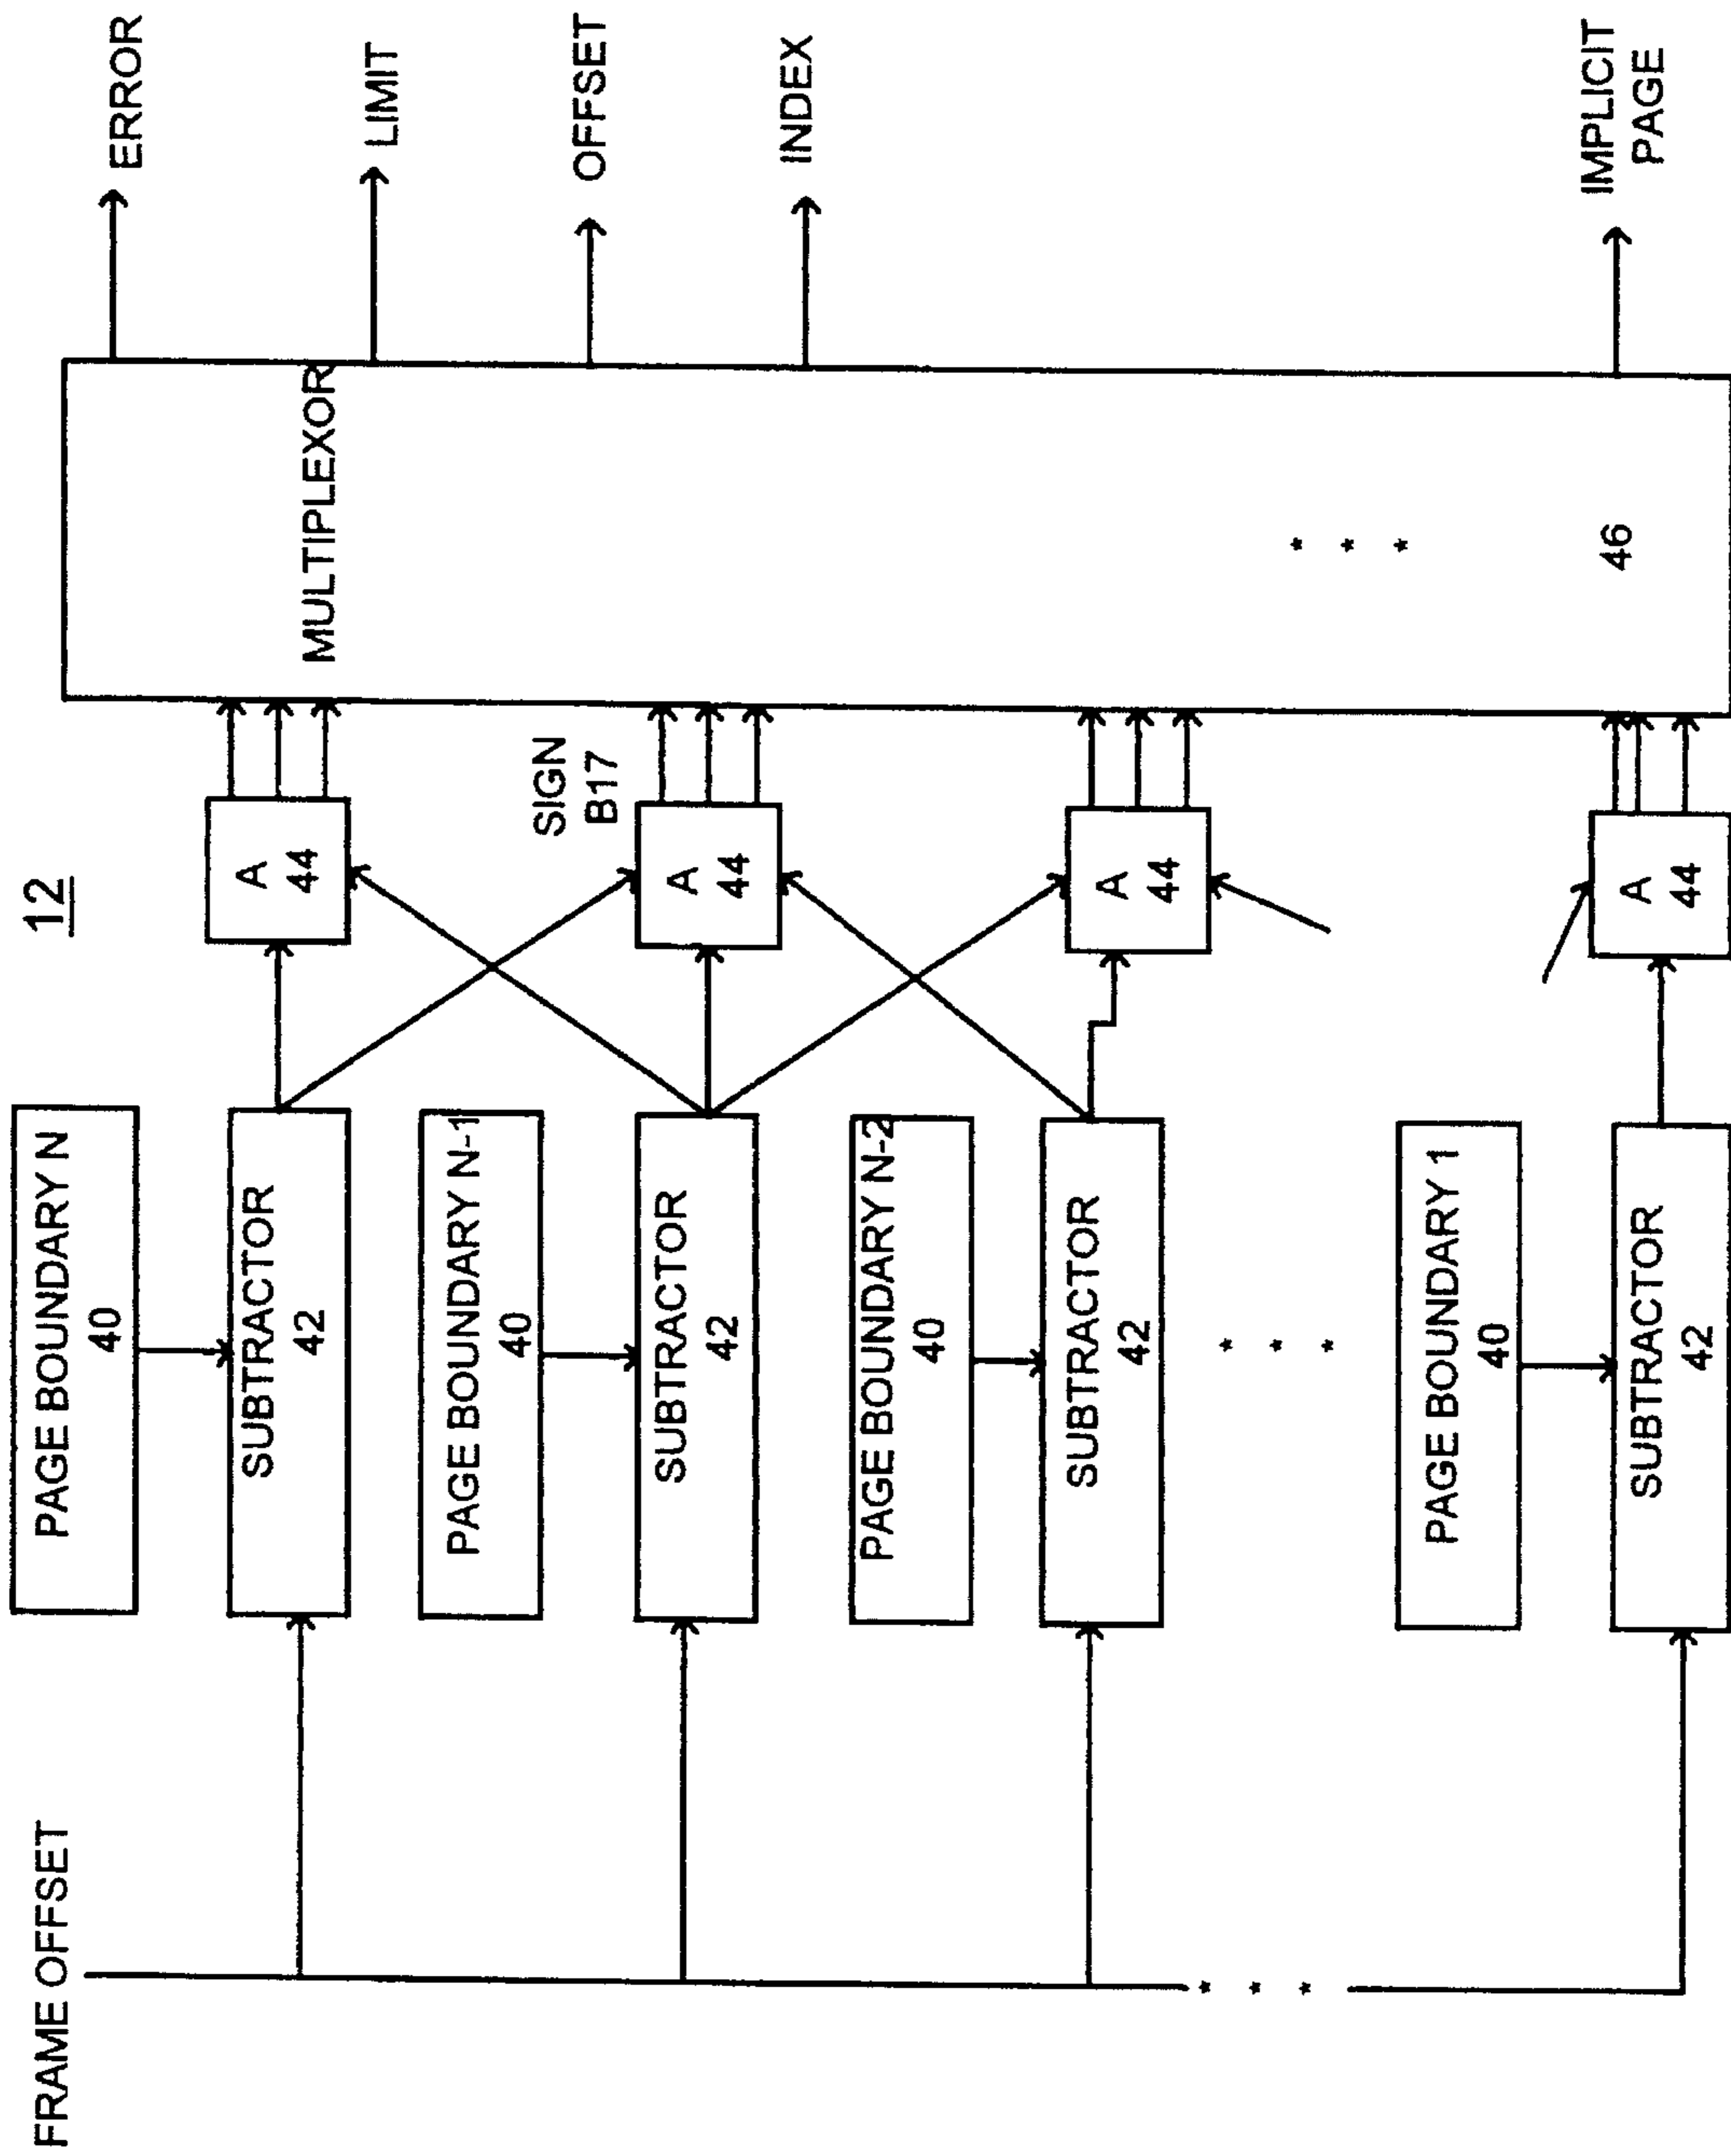 12
FRAME OFFSET
PAGE BOUNDARY N
40
SUBTRACTOR
42
PAGE BOUNDARY N-1
40
SUBTRACTOR
42
PAGE BOUNDARY N-2
40
SUBTRACTOR
42
* * *
PAGE BOUNDARY 1
40
SUBTRACTOR
42
* * *
A
44
SIGN
B17
A
44
A
44
A
44
MULTIPLEXOR
* * *
46
ERROR
LIMIT
OFFSET
INDEX
IMPLICIT
PAGE